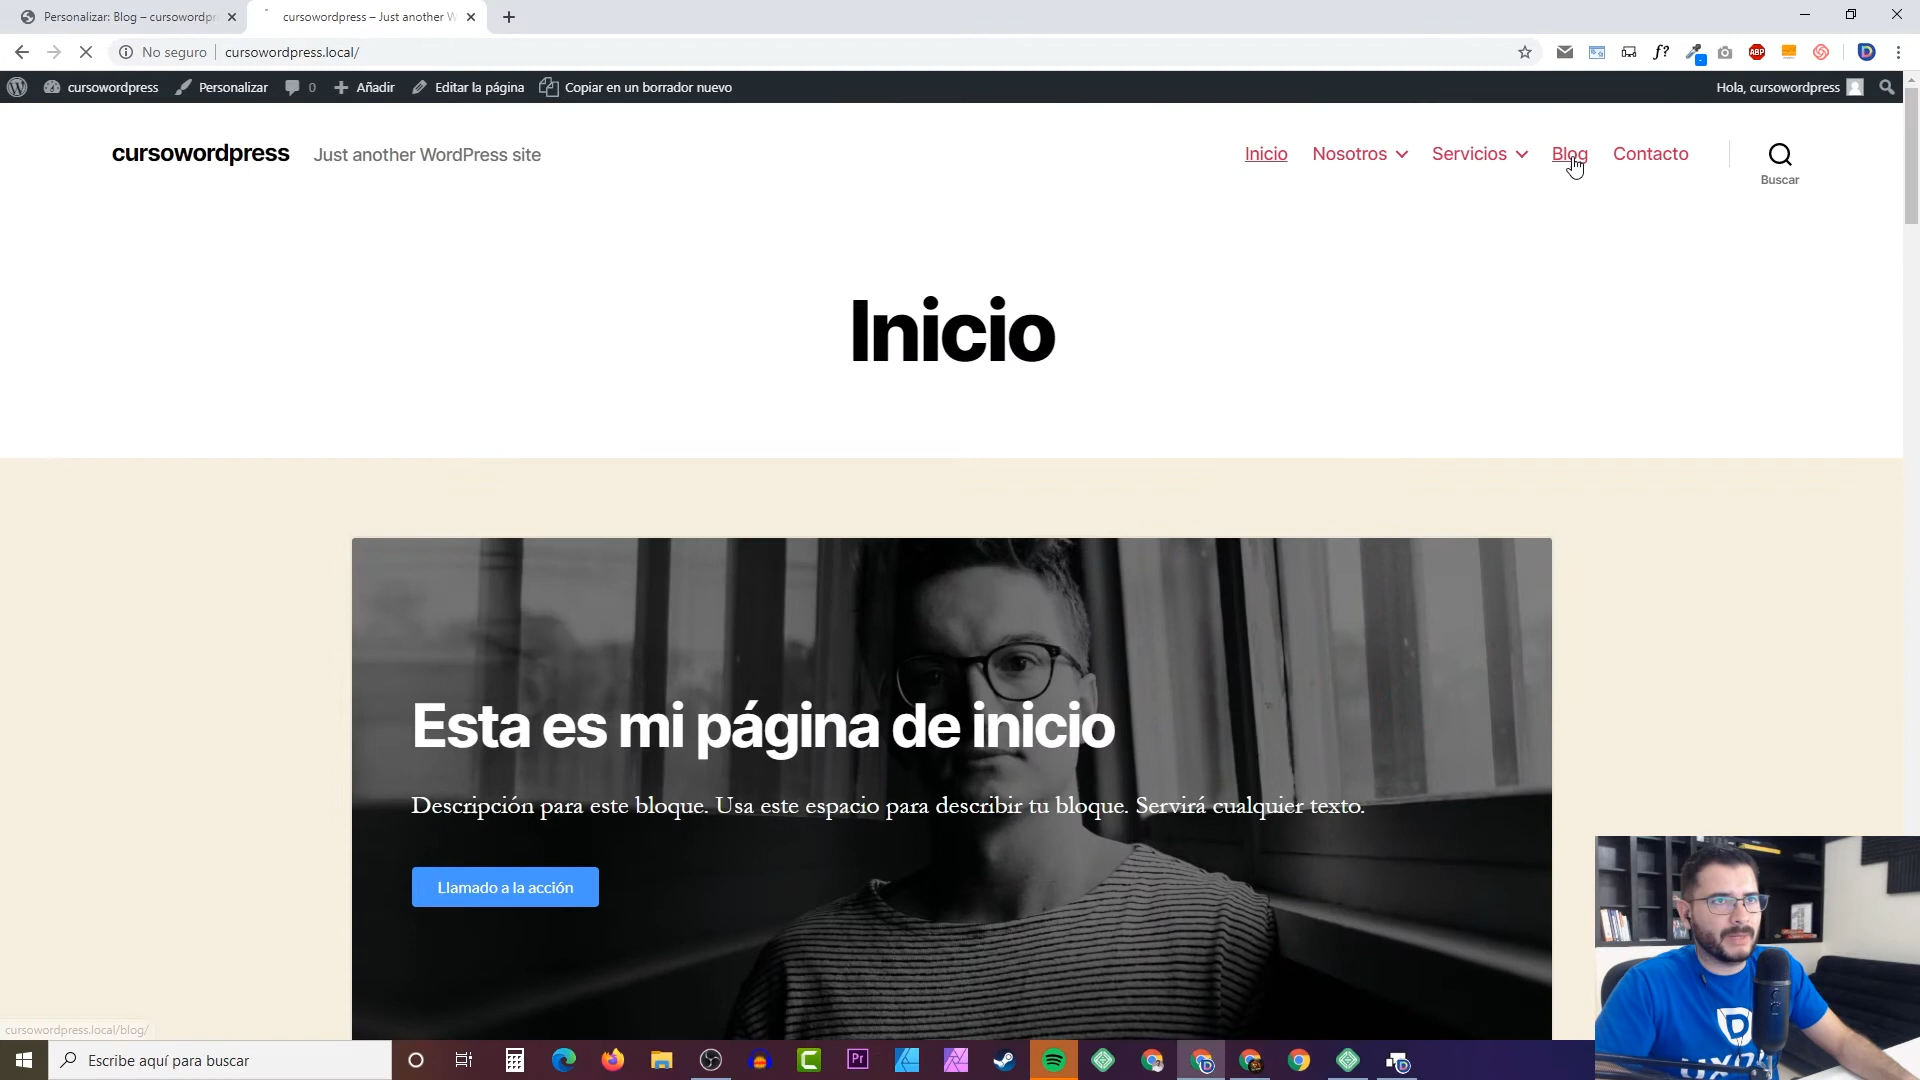 Personalizar: Blog – cursowordpr
cursowordpress – Just another W
No seguro
cursowordpress.local/
f?
ABP
D
cursowordpress
Personalizar
0
Añadir
Editar la página
Copiar en un borrador nuevo
Hola, cursowordpress
cursowordpress
Just another WordPress site
Inicio
Nosotros
Servicios
Blog
Contacto
Buscar
Inicio
Esta es mi página de inicio
Descripción para este bloque. Usa este espacio para describir tu bloque. Servirá cualquier texto.
Llamado a la acción
cursowordpress.local/blog/
Escribe aquí para buscar
Pr